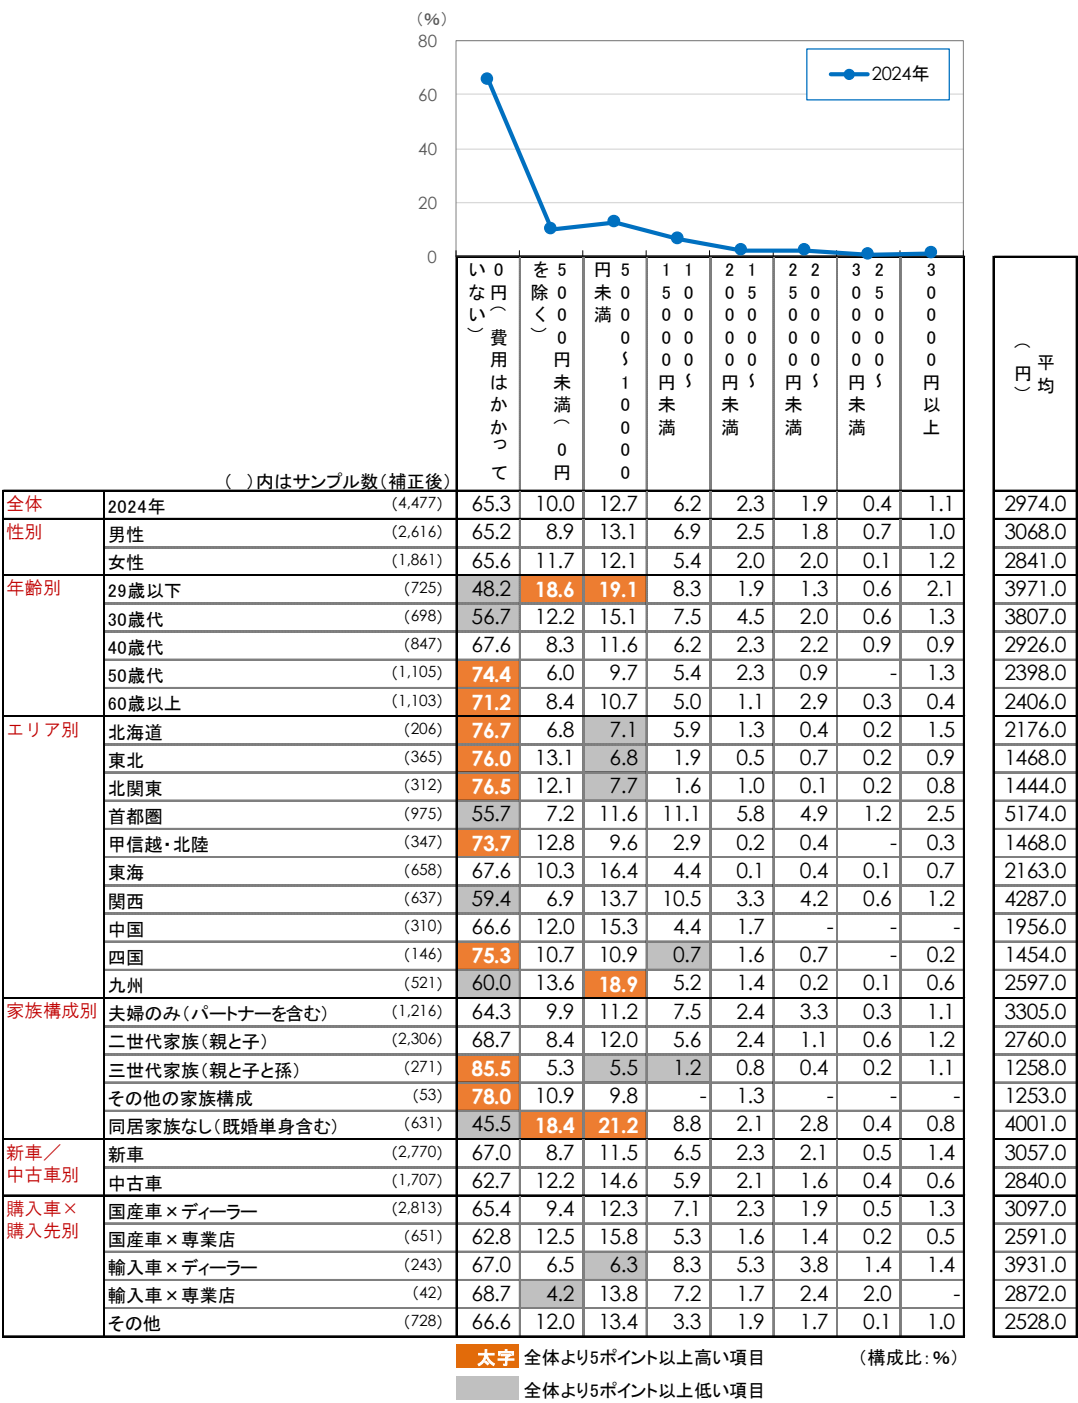 （%）
80
60
40
20
0
2024年
0円（費用はかかっていない）
5000円未満（0円を除く）
5000～10000円未満
10000～15000円未満
15000～20000円未満
20000～25000円未満
25000～30000円未満
30000円以上
平均（円）
（　）内はサンプル数（補正後）
全体 2024年 (4,477) 65.3 10.0 12.7 6.2 2.3 1.9 0.4 1.1 2974.0
性別 男性 (2,616) 65.2 8.9 13.1 6.9 2.5 1.8 0.7 1.0 3068.0
女性 (1,861) 65.6 11.7 12.1 5.4 2.0 2.0 0.1 1.2 2841.0
年齢別 29歳以下 (725) 48.2 18.6 19.1 8.3 1.9 1.3 0.6 2.1 3971.0
30歳代 (698) 56.7 12.2 15.1 7.5 4.5 2.0 0.6 1.3 3807.0
40歳代 (847) 67.6 8.3 11.6 6.2 2.3 2.2 0.9 0.9 2926.0
50歳代 (1,105) 74.4 6.0 9.7 5.4 2.3 0.9 - 1.3 2398.0
60歳以上 (1,103) 71.2 8.4 10.7 5.0 1.1 2.9 0.3 0.4 2406.0
エリア別 北海道 (206) 76.7 6.8 7.1 5.9 1.3 0.4 0.2 1.5 2176.0
東北 (365) 76.0 13.1 6.8 1.9 0.5 0.7 0.2 0.9 1468.0
北関東 (312) 76.5 12.1 7.7 1.6 1.0 0.1 0.2 0.8 1444.0
首都圏 (975) 55.7 7.2 11.6 11.1 5.8 4.9 1.2 2.5 5174.0
甲信越・北陸 (347) 73.7 12.8 9.6 2.9 0.2 0.4 - 0.3 1468.0
東海 (658) 67.6 10.3 16.4 4.4 0.1 0.4 0.1 0.7 2163.0
関西 (637) 59.4 6.9 13.7 10.5 3.3 4.2 0.6 1.2 4287.0
中国 (310) 66.6 12.0 15.3 4.4 1.7 - - - 1956.0
四国 (146) 75.3 10.7 10.9 0.7 1.6 0.7 - 0.2 1454.0
九州 (521) 60.0 13.6 18.9 5.2 1.4 0.2 0.1 0.6 2597.0
家族構成別 夫婦のみ（パートナーを含む） (1,216) 64.3 9.9 11.2 7.5 2.4 3.3 0.3 1.1 3305.0
二世代家族（親と子） (2,306) 68.7 8.4 12.0 5.6 2.4 1.1 0.6 1.2 2760.0
三世代家族（親と子と孫） (271) 85.5 5.3 5.5 1.2 0.8 0.4 0.2 1.1 1258.0
その他の家族構成 (53) 78.0 10.9 9.8 - 1.3 - - - 1253.0
同居家族なし（既婚単身含む） (631) 45.5 18.4 21.2 8.8 2.1 2.8 0.4 0.8 4001.0
新車／ 新車 (2,770) 67.0 8.7 11.5 6.5 2.3 2.1 0.5 1.4 3057.0
中古車別 中古車 (1,707) 62.7 12.2 14.6 5.9 2.1 1.6 0.4 0.6 2840.0
購入車× 国産車×ディーラー (2,813) 65.4 9.4 12.3 7.1 2.3 1.9 0.5 1.3 3097.0
購入先別 国産車×専業店 (651) 62.8 12.5 15.8 5.3 1.6 1.4 0.2 0.5 2591.0
輸入車×ディーラー (243) 67.0 6.5 6.3 8.3 5.3 3.8 1.4 1.4 3931.0
輸入車×専業店 (42) 68.7 4.2 13.8 7.2 1.7 2.4 2.0 - 2872.0
その他 (728) 66.6 12.0 13.4 3.3 1.9 1.7 0.1 1.0 2528.0
太字 全体より5ポイント以上高い項目 （構成比：%）
全体より5ポイント以上低い項目